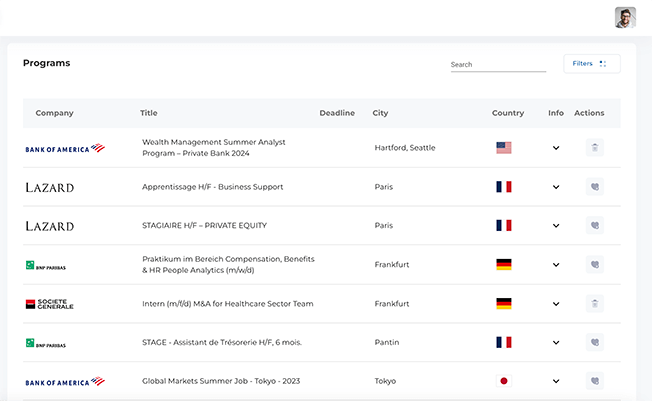 Programs
Search
Filters
Company Title Deadline City Country Info Actions
BANK OF AMERICA
Wealth Management Summer Analyst
Program – Private Bank 2024
Hartford, Seattle
LAZARD Apprentissage H/F - Business Support Paris
LAZARD STAGIAIRE H/F – PRIVATE EQUITY Paris
BNP PARIBAS
Praktikum im Bereich Compensation, Benefits
& HR People Analytics (m/w/d)
Frankfurt
SOCIETE
GENERALE
Intern (m/f/d) M&A for Healthcare Sector Team Frankfurt
BNP PARIBAS STAGE - Assistant de Trésorerie H/F, 6 mois. Pantin
BANK OF AMERICA Global Markets Summer Job - Tokyo - 2023 Tokyo